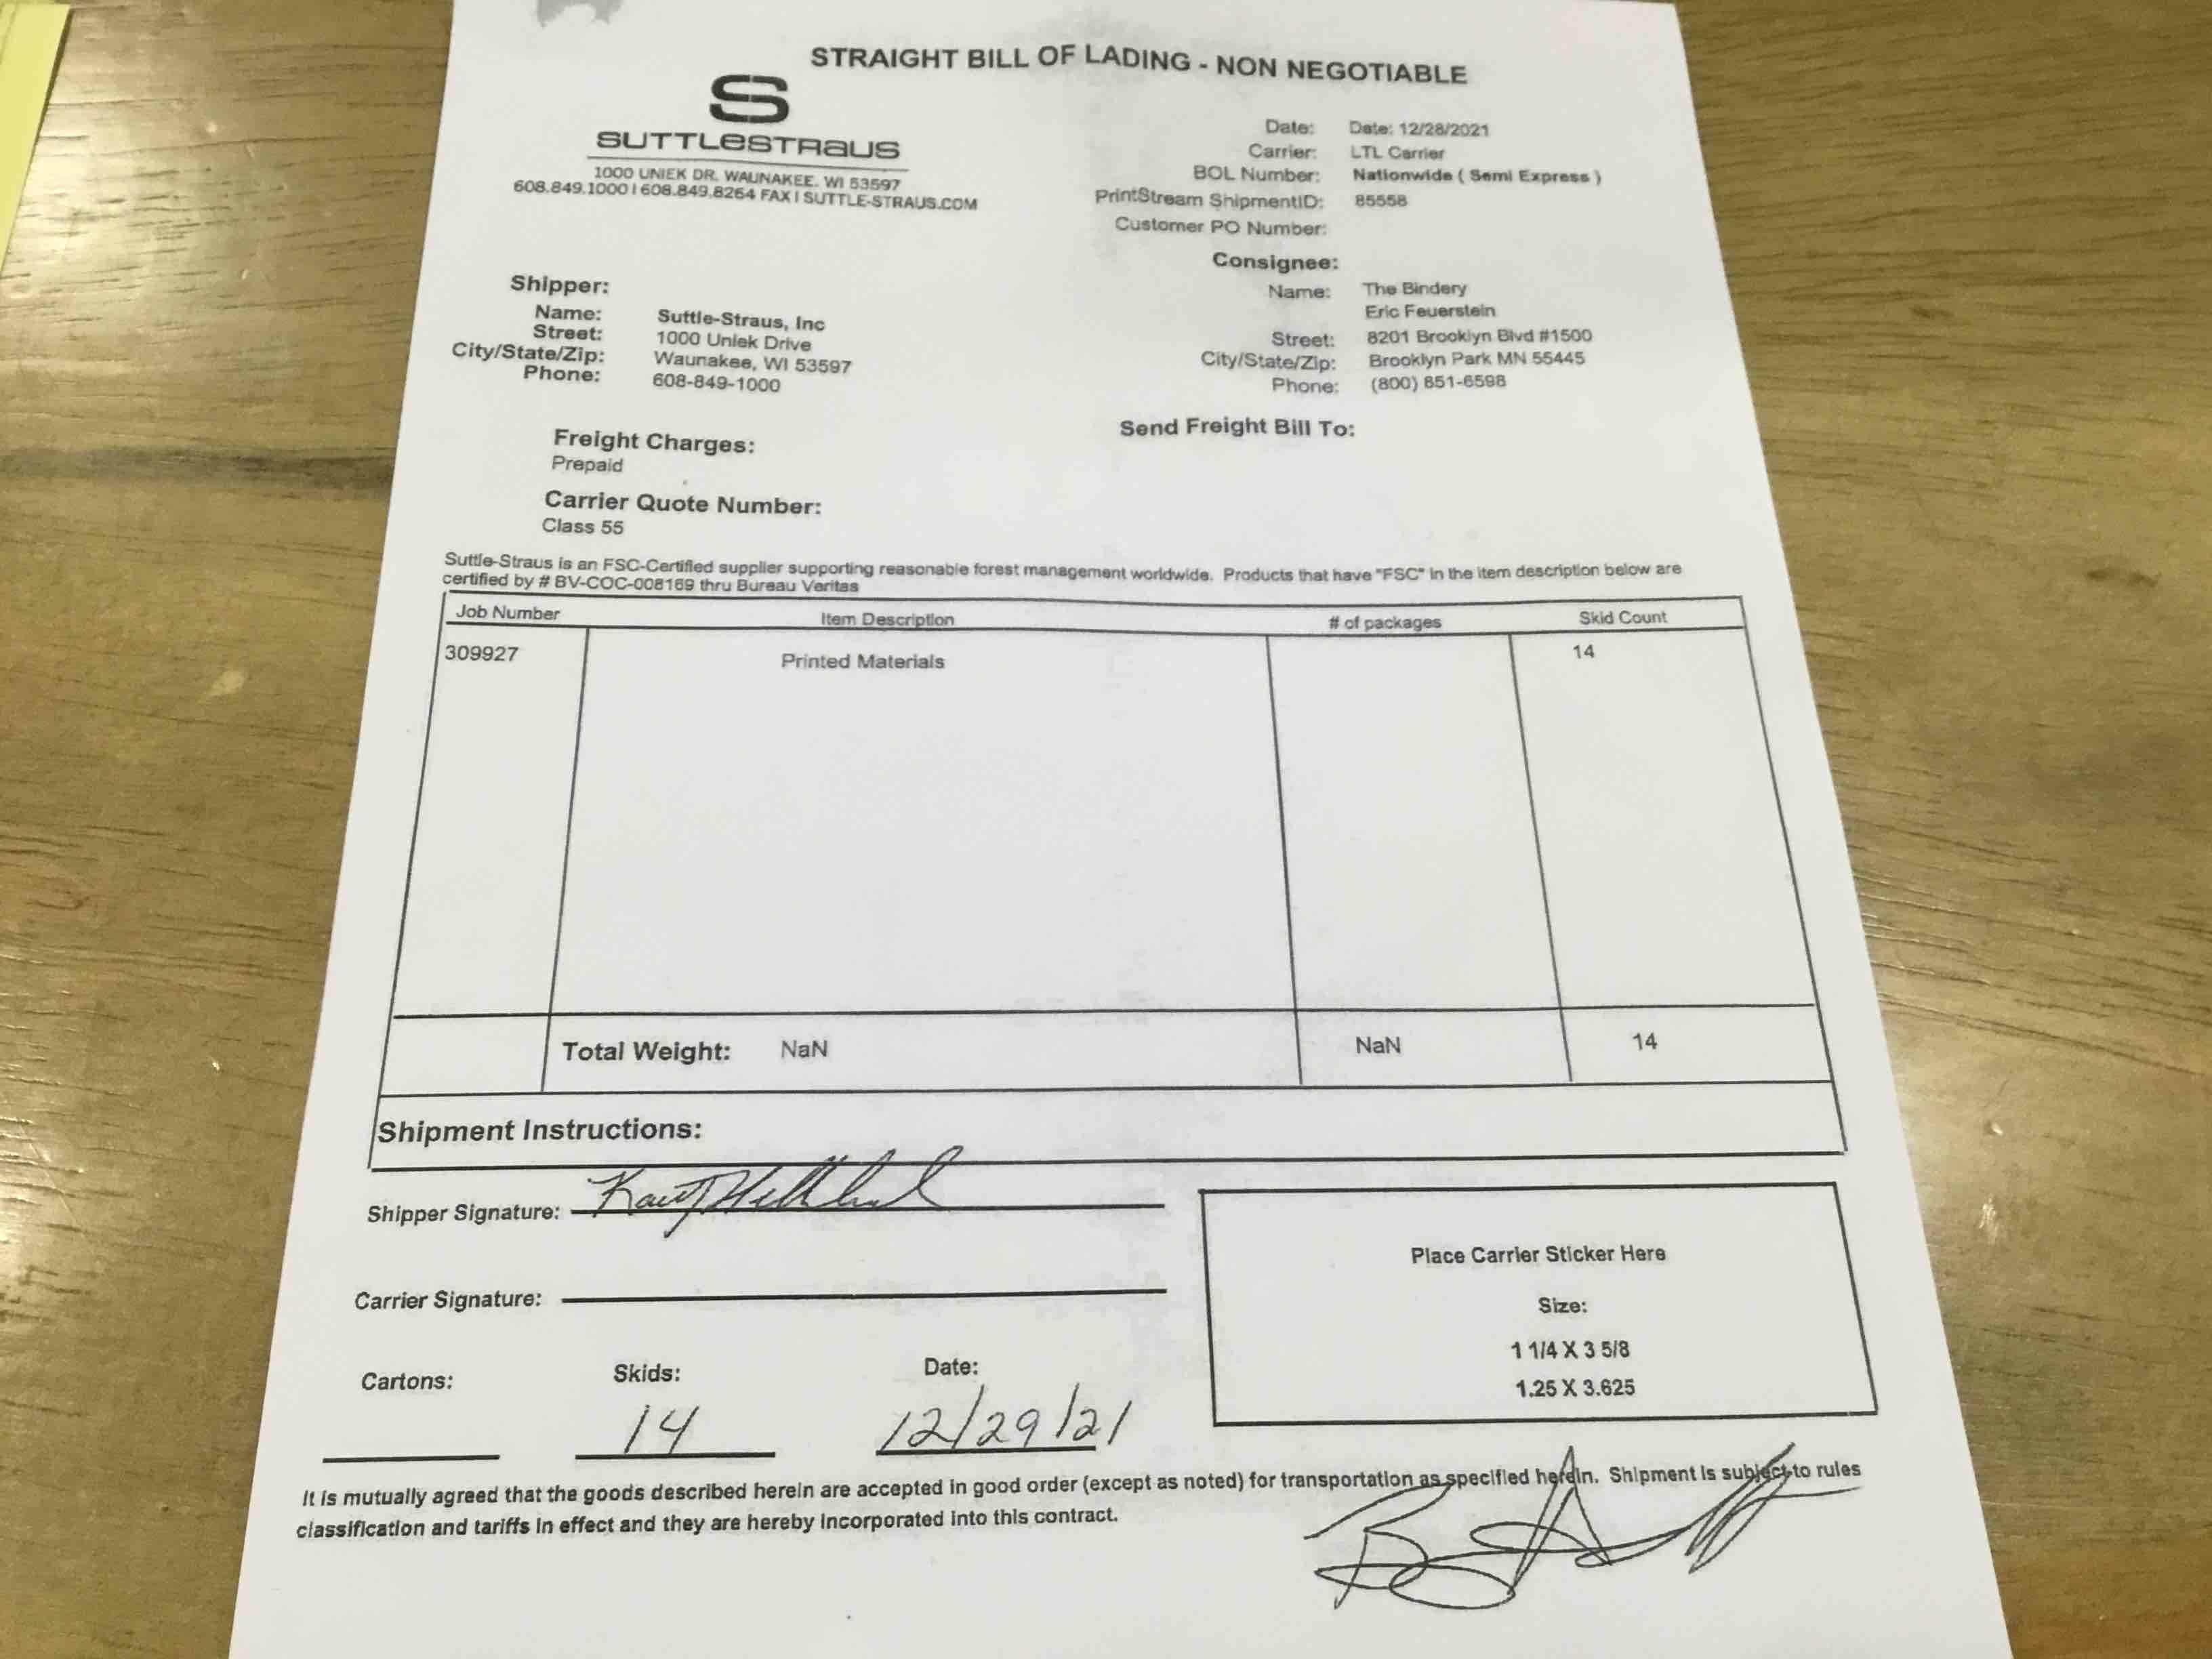 STRAIGHT BILL OF LADING - NON NEGOTIABLE
S
SUTTLeSTRaUS
1000 UNIEK DR. WAUNAKEE, WI 53597
608.849.1000 | 608.849.8264 FAX | SUTTLE-STRAUS.COM
Date: Date: 12/28/2021
Carrier: LTL Carrier
BOL Number: Nationwide ( Semi Express )
PrintStream ShipmentID: 85558
Customer PO Number:
Shipper:
Name: Suttle-Straus, Inc
Street: 1000 Uniek Drive
City/State/Zip: Waunakee, WI 53597
Phone: 608-849-1000
Consignee:
Name: The Bindery
Eric Feuerstein
Street: 8201 Brooklyn Blvd #1500
City/State/Zip: Brooklyn Park MN 55445
Phone: (800) 851-6598
Freight Charges:
Prepaid
Send Freight Bill To:
Carrier Quote Number:
Class 55
Suttle-Straus is an FSC-Certified supplier supporting reasonable forest management worldwide. Products that have "FSC" in the item description below are
certified by # BV-COC-008169 thru Bureau Veritas
Job Number Item Description # of packages Skid Count
309927 Printed Materials 14
Total Weight: NaN NaN 14
Shipment Instructions:
Shipper Signature:
Carrier Signature:
Cartons: Skids: Date:
14 12/29/21
Place Carrier Sticker Here
Size:
1 1/4 X 3 5/8
1.25 X 3.625
It is mutually agreed that the goods described herein are accepted in good order (except as noted) for transportation as specified herein. Shipment is subject to rules
classification and tariffs in effect and they are hereby incorporated into this contract.